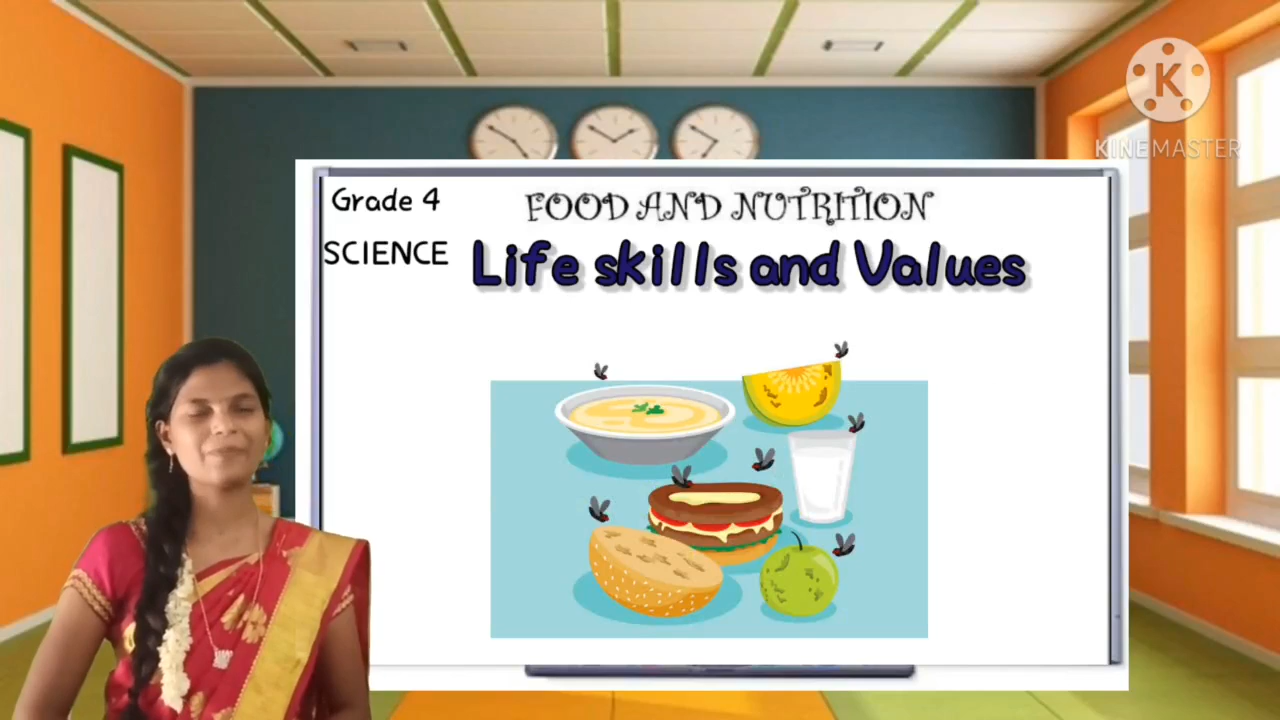 Grade 4
FOOD AND NUTRITION
SCIENCE
Life skills and Values
K
KINEMASTER